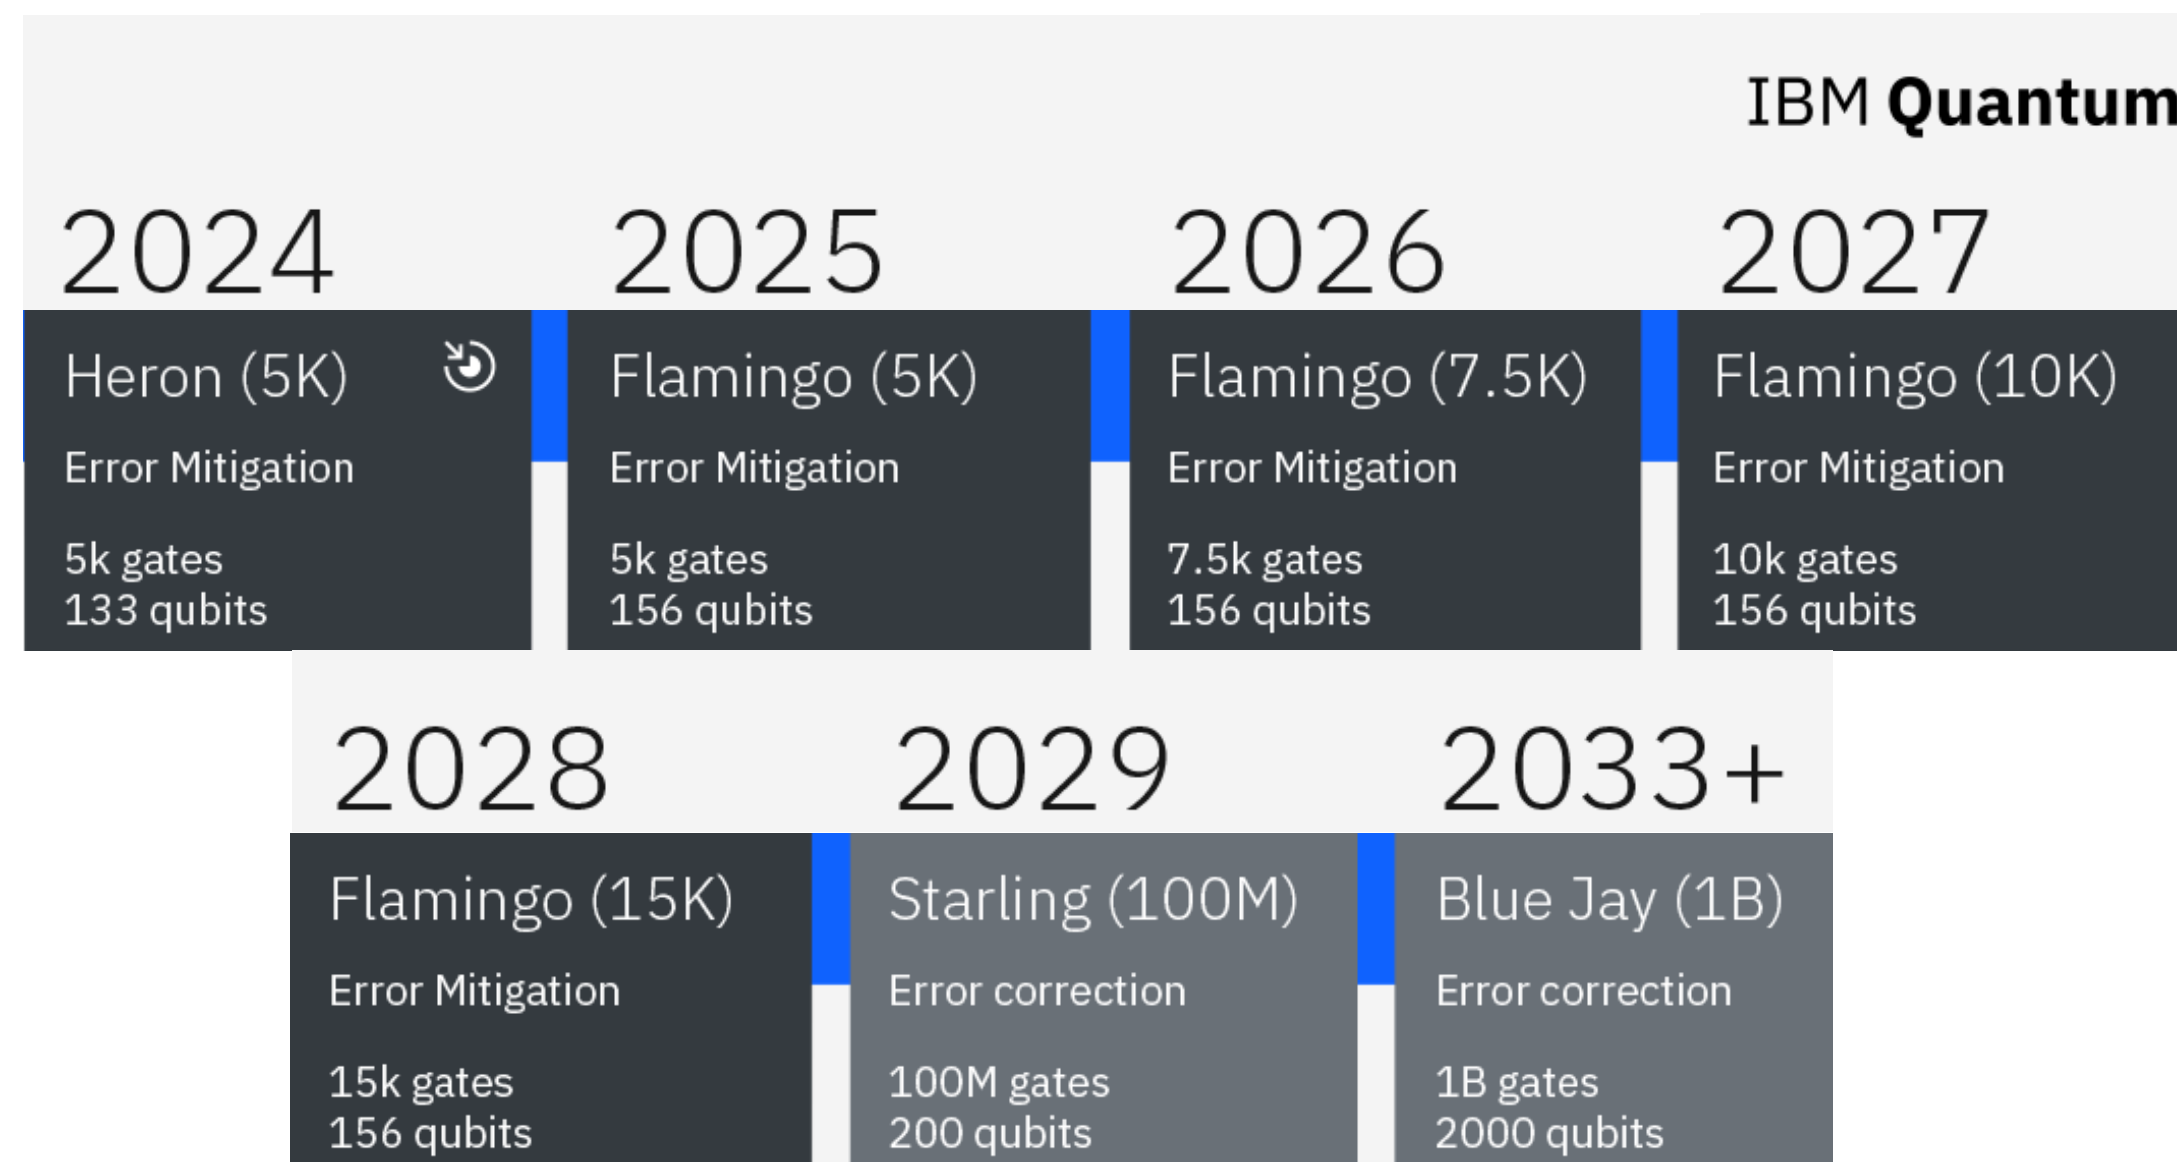 IBM Quantum
2024
2025
2026
2027
Heron (5K)
Error Mitigation
5k gates
133 qubits
Flamingo (5K)
Error Mitigation
5k gates
156 qubits
Flamingo (7.5K)
Error Mitigation
7.5k gates
156 qubits
Flamingo (10K)
Error Mitigation
10k gates
156 qubits
2028
2029
2033+
Flamingo (15K)
Error Mitigation
15k gates
156 qubits
Starling (100M)
Error correction
100M gates
200 qubits
Blue Jay (1B)
Error correction
1B gates
2000 qubits